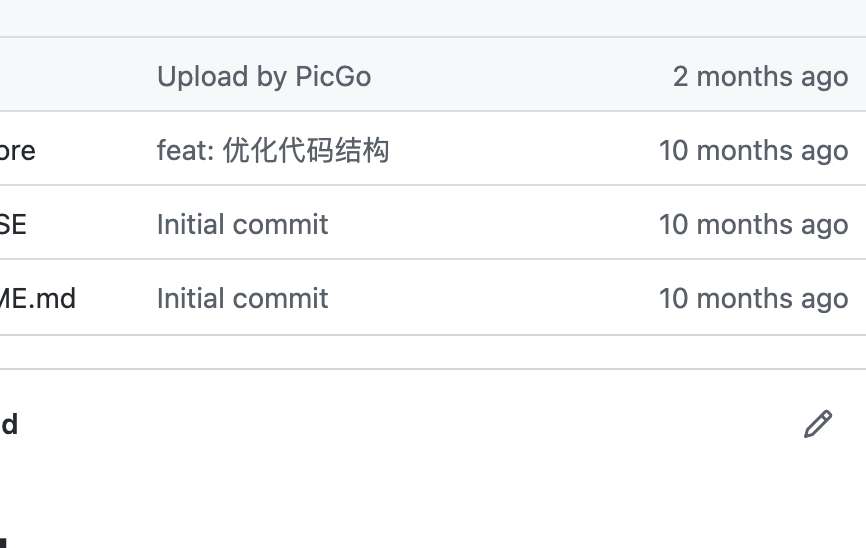 Upload by PicGo 2 months ago
ore feat: 优化代码结构 10 months ago
SE Initial commit 10 months ago
ME.md Initial commit 10 months ago
d